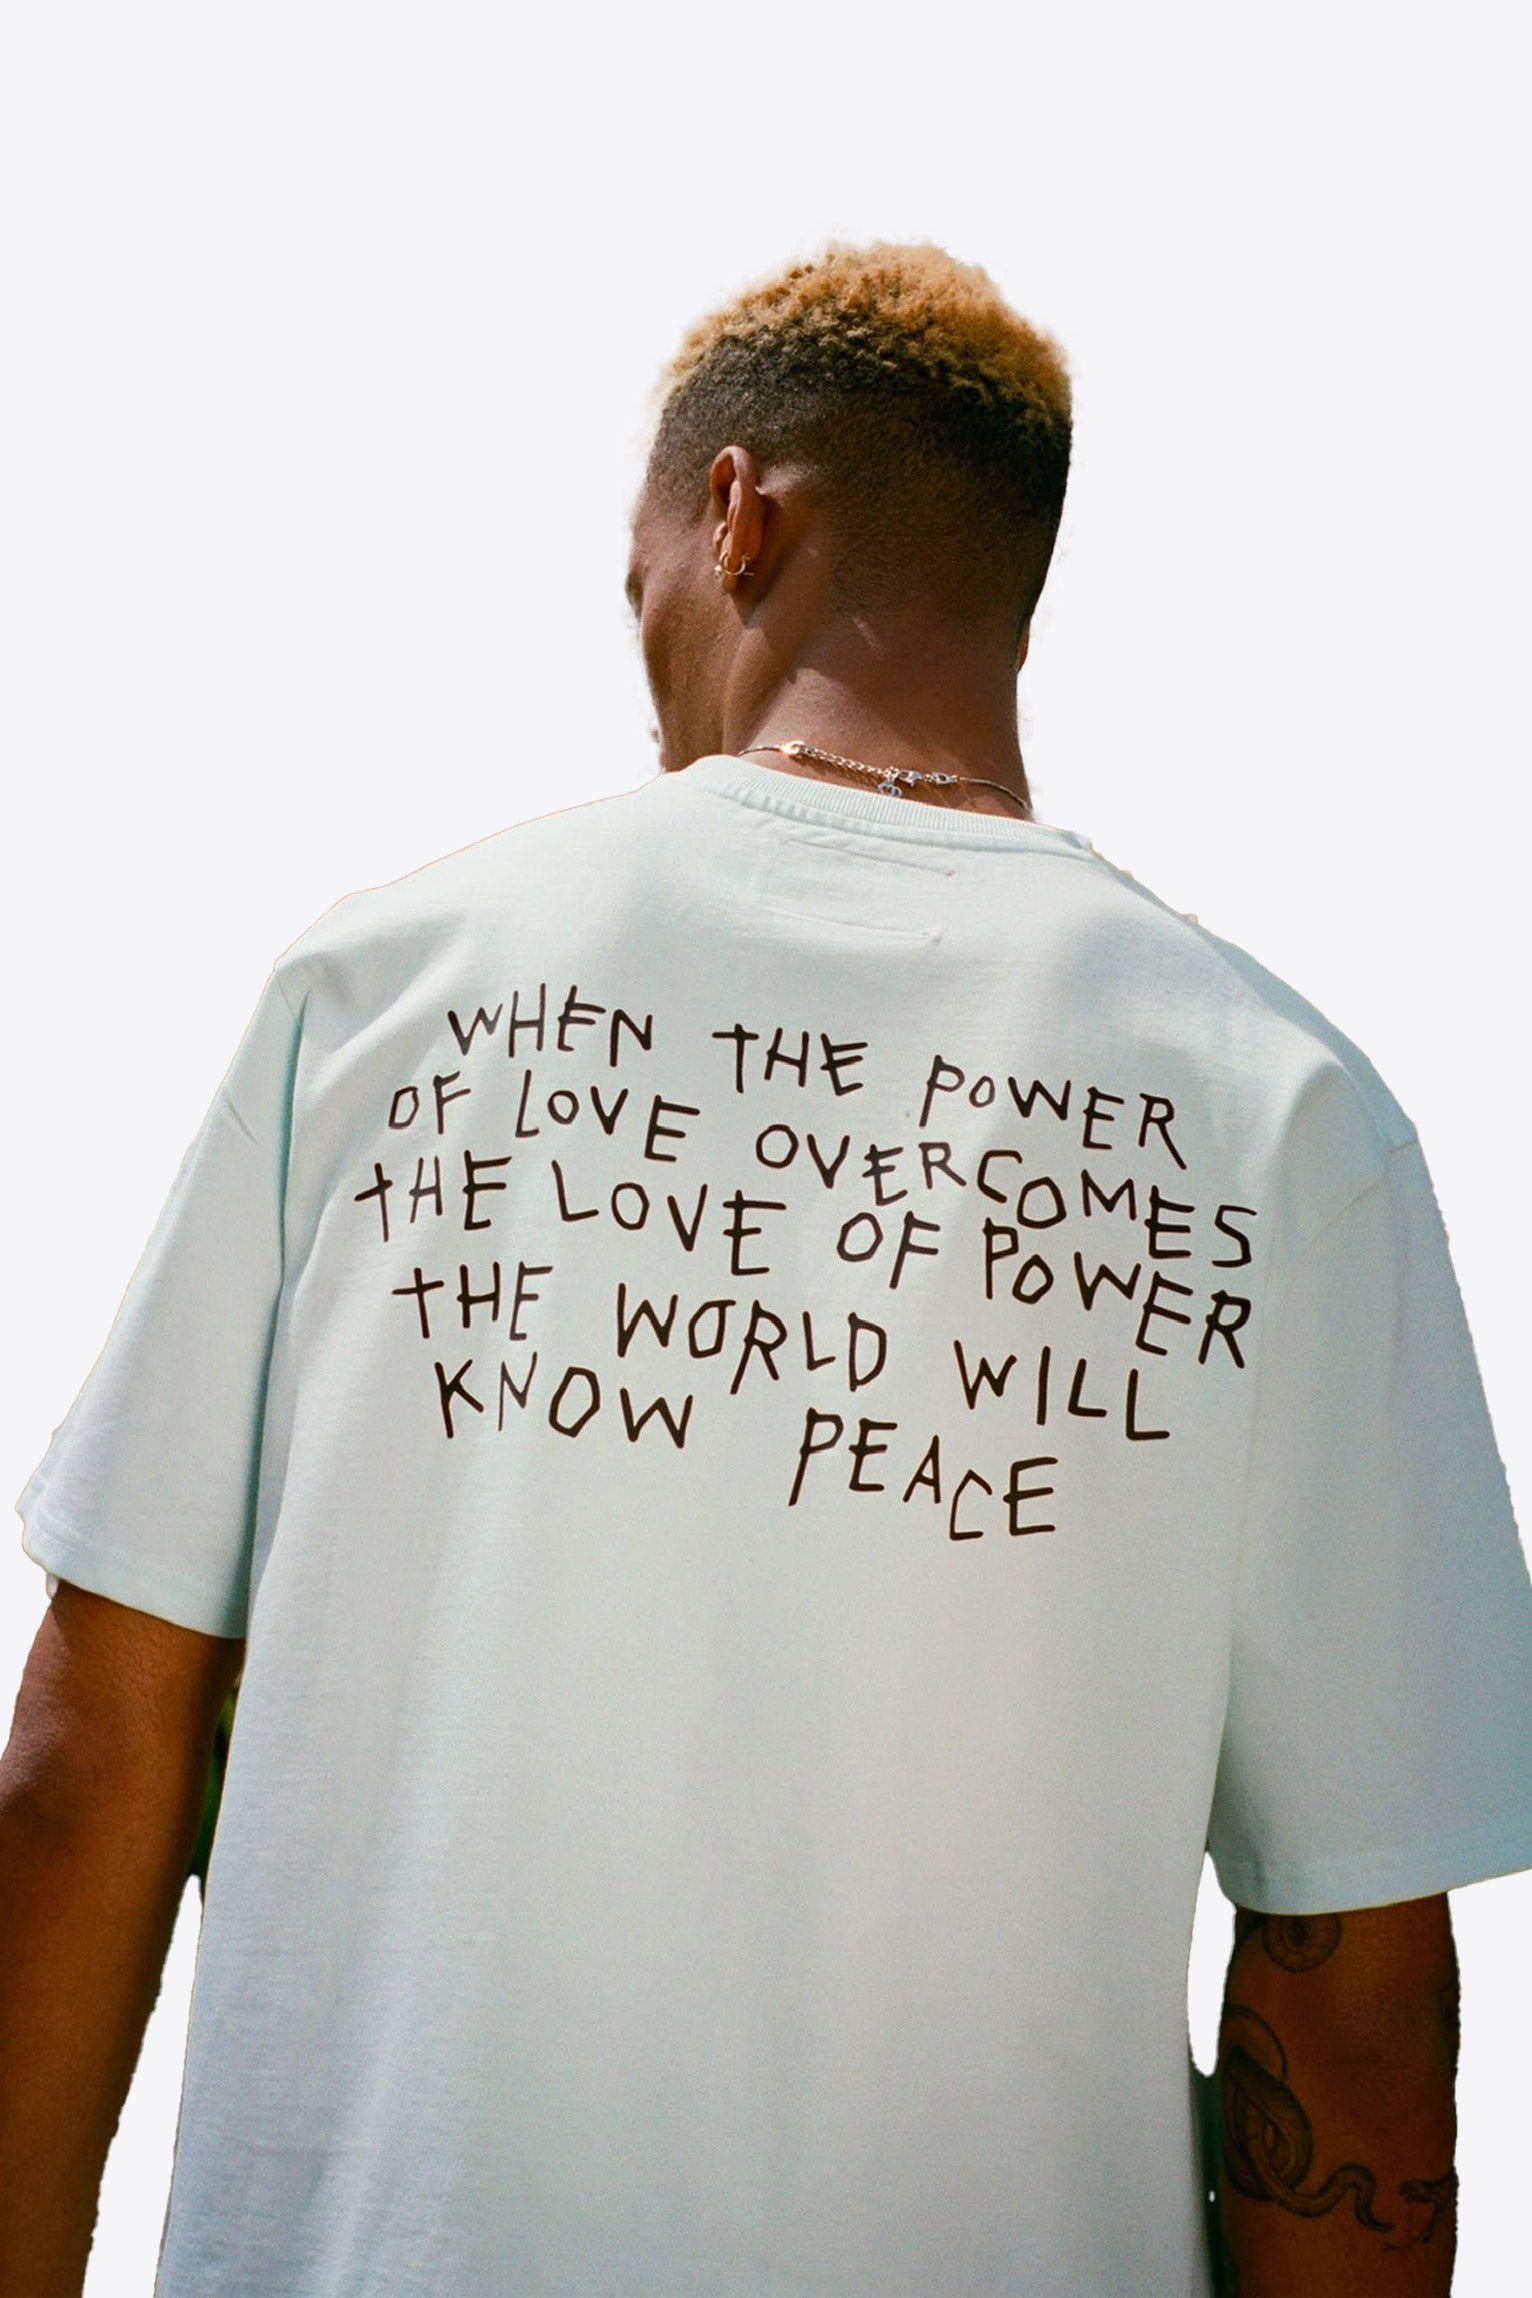 WHEN THE POWER
OF LOVE OVERCOMES
THE LOVE OF POWER
THE WORLD WILL
KNOW PEACE